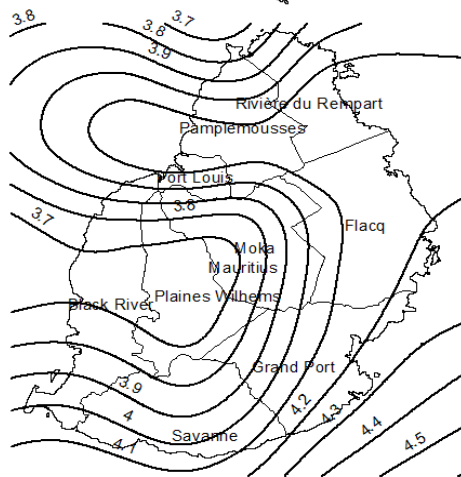 3.8
3.7
3.8
3.9
Rivière du Rempart
Pamplemousses
Port Louis
3.8
3.7
Flacq
Moka
Mauritius
Plaines Wilhems
Black River
Grand Port
3.9
4
4.1
Savanne
4.2
4.3
4.4
4.5